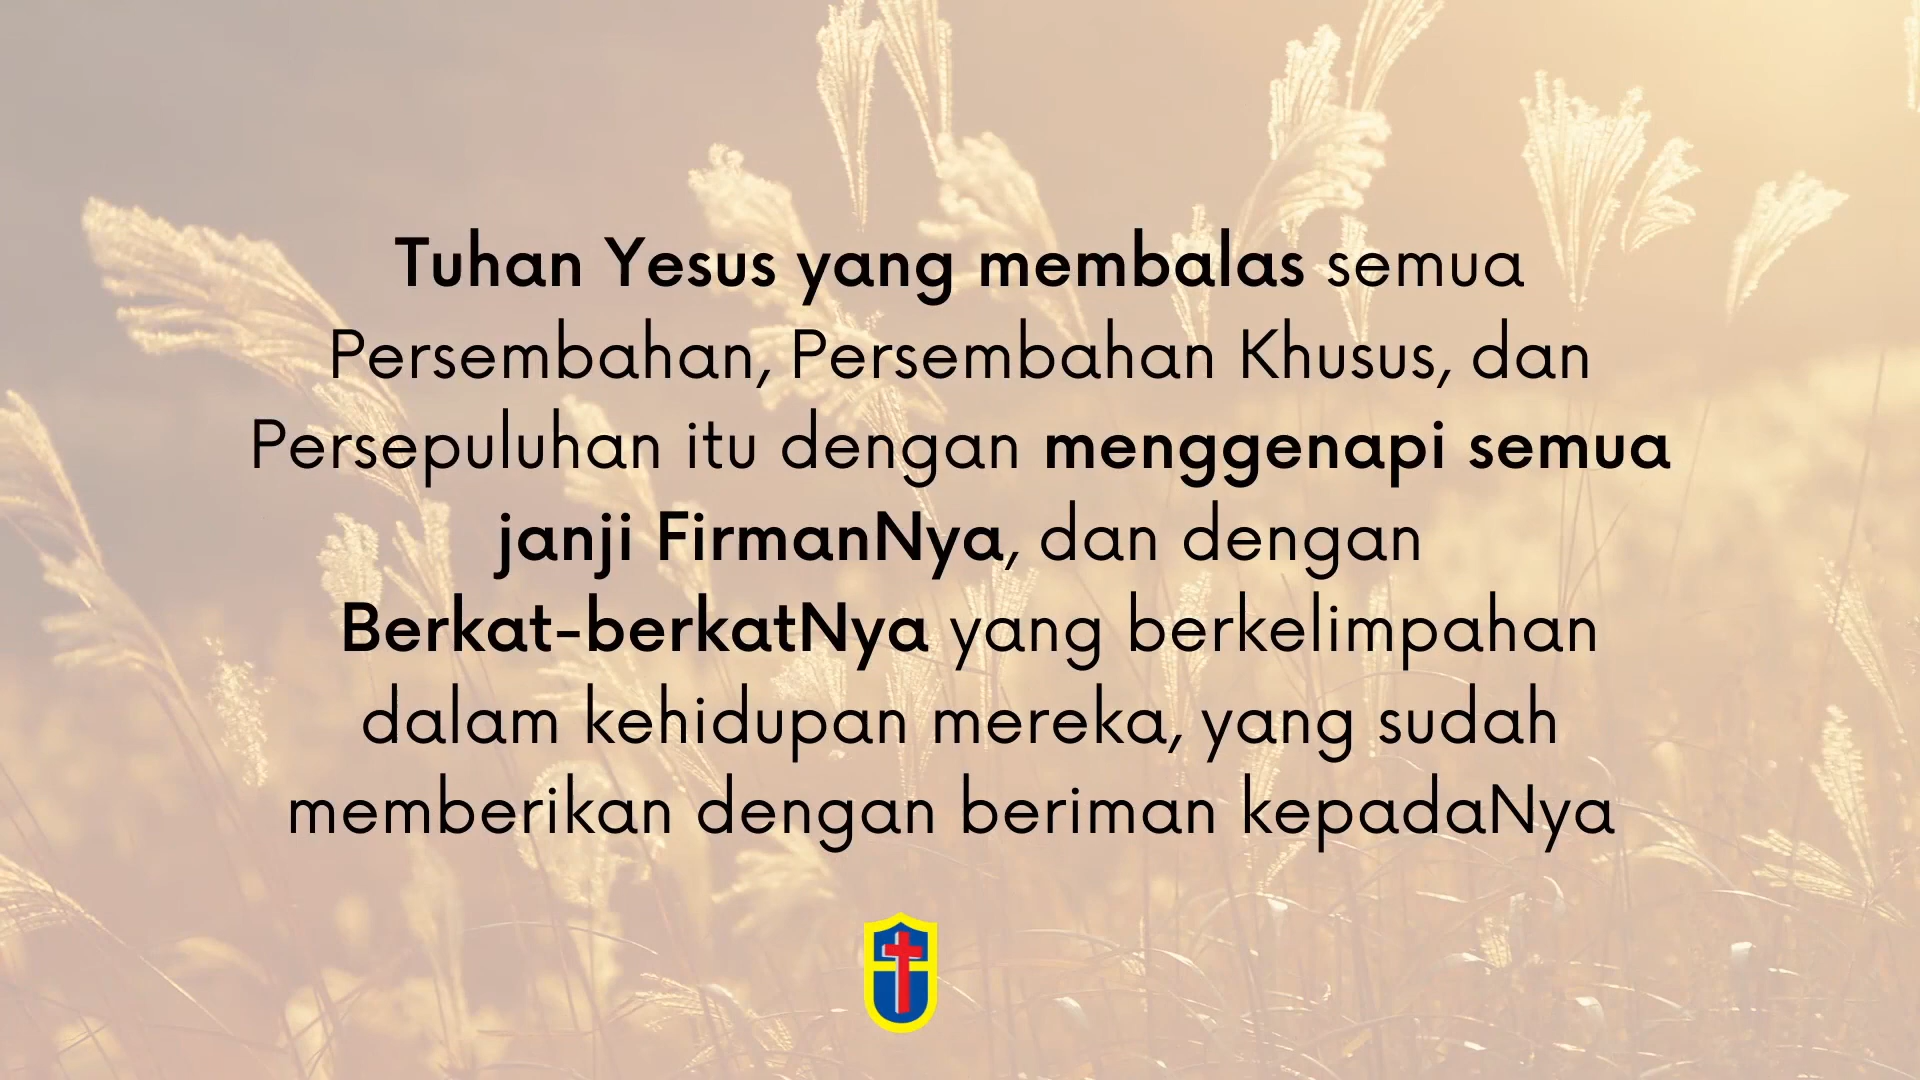 Tuhan Yesus yang membalas semua
Persembahan, Persembahan Khusus, dan
Persepuluhan itu dengan menggenapi semua
janji FirmanNya, dan dengan
Berkat-berkatNya yang berkelimpahan
dalam kehidupan mereka, yang sudah
memberikan dengan beriman kepadaNya